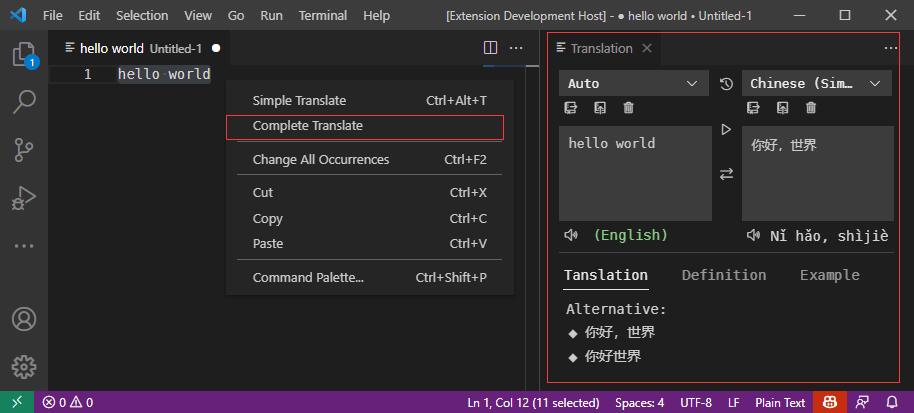 File Edit Selection View Go Run Terminal Help [Extension Development Host] - ● hello world • Untitled-1
hello world Untitled-1 ●
1 hello world
Simple Translate Ctrl+Alt+T
Complete Translate
Change All Occurrences Ctrl+F2
Cut Ctrl+X
Copy Ctrl+C
Paste Ctrl+V
Command Palette... Ctrl+Shift+P
Translation
Auto Chinese (Sim…
hello world 你好，世界
(English) Nǐ hǎo, shìjiè
Tanslation Definition Example
Alternative:
◆ 你好，世界
◆ 你好世界
1
0 0 Ln 1, Col 12 (11 selected) Spaces: 4 UTF-8 LF Plain Text